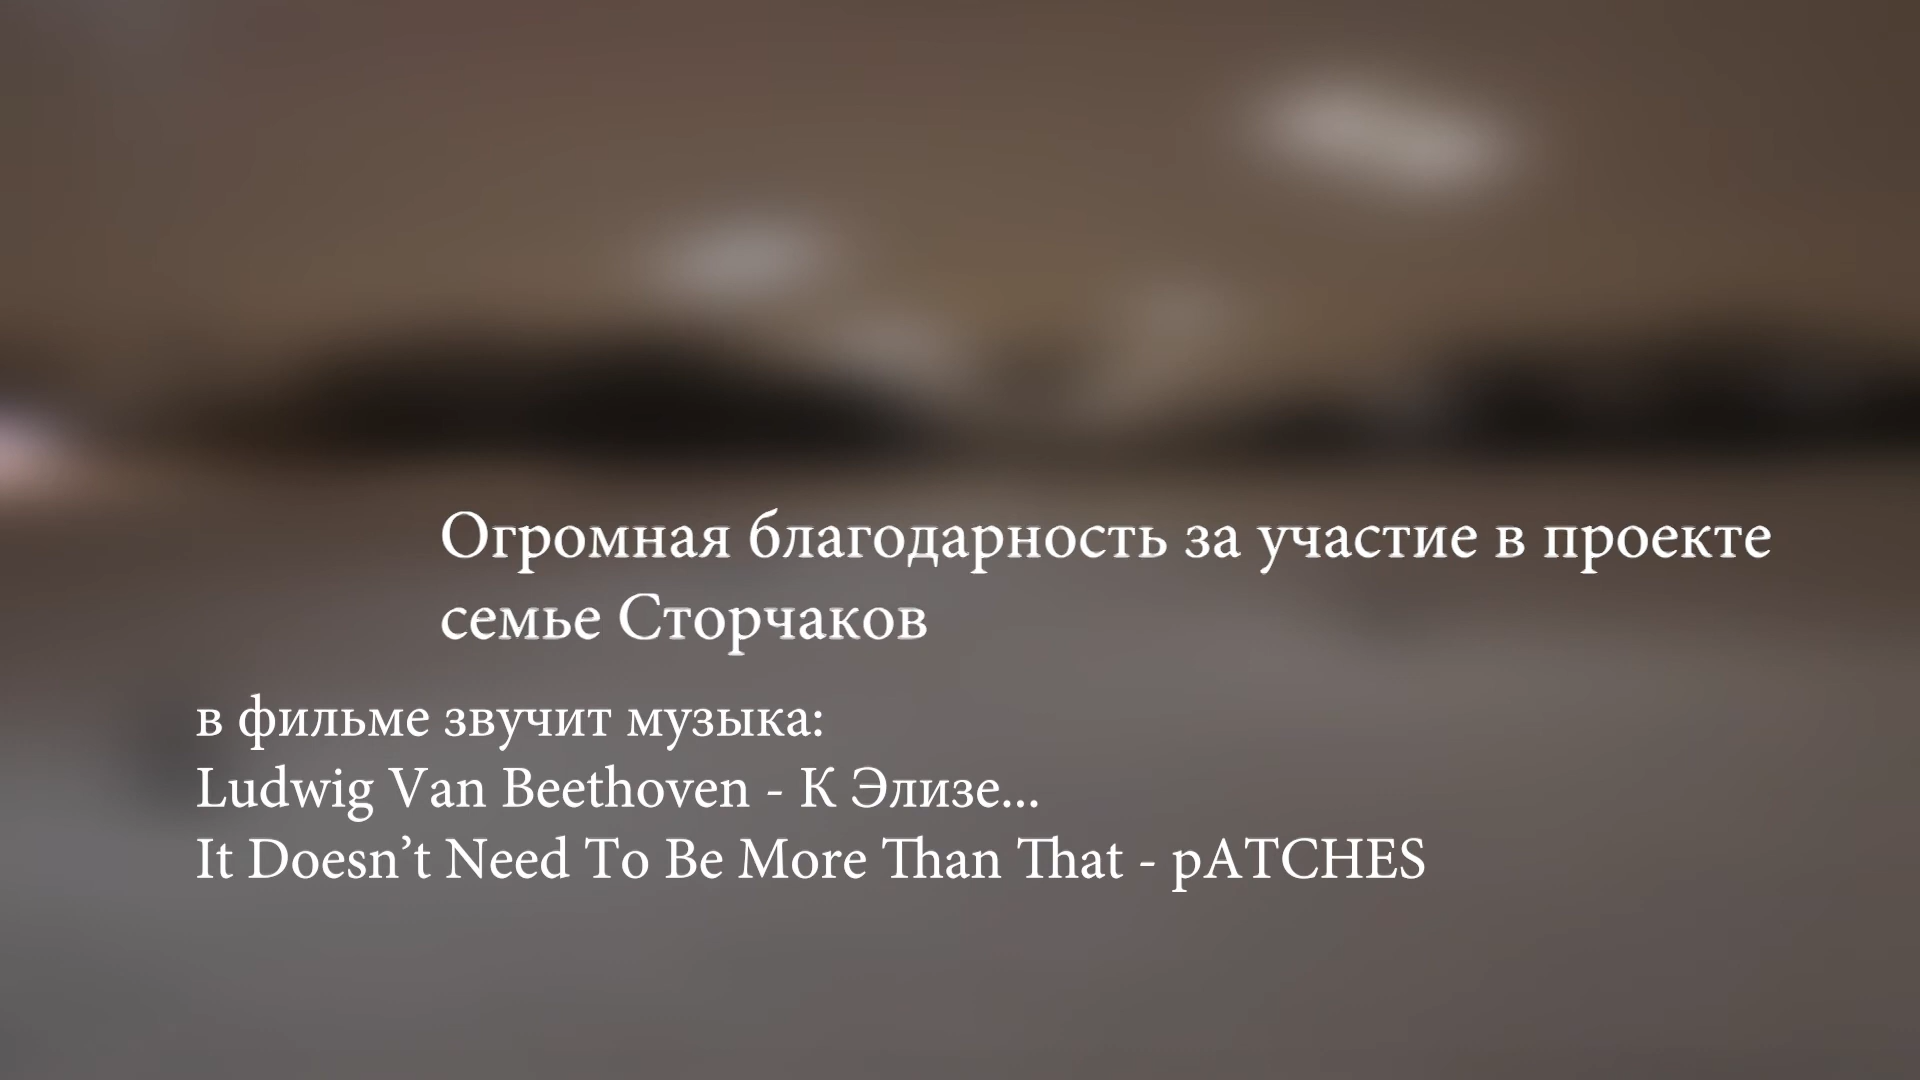 Огромная благодарность за участие в проекте
семье Сторчаков
в фильме звучит музыка:
Ludwig Van Beethoven - К Элизе...
It Doesn’t Need To Be More Than That - pATCHES